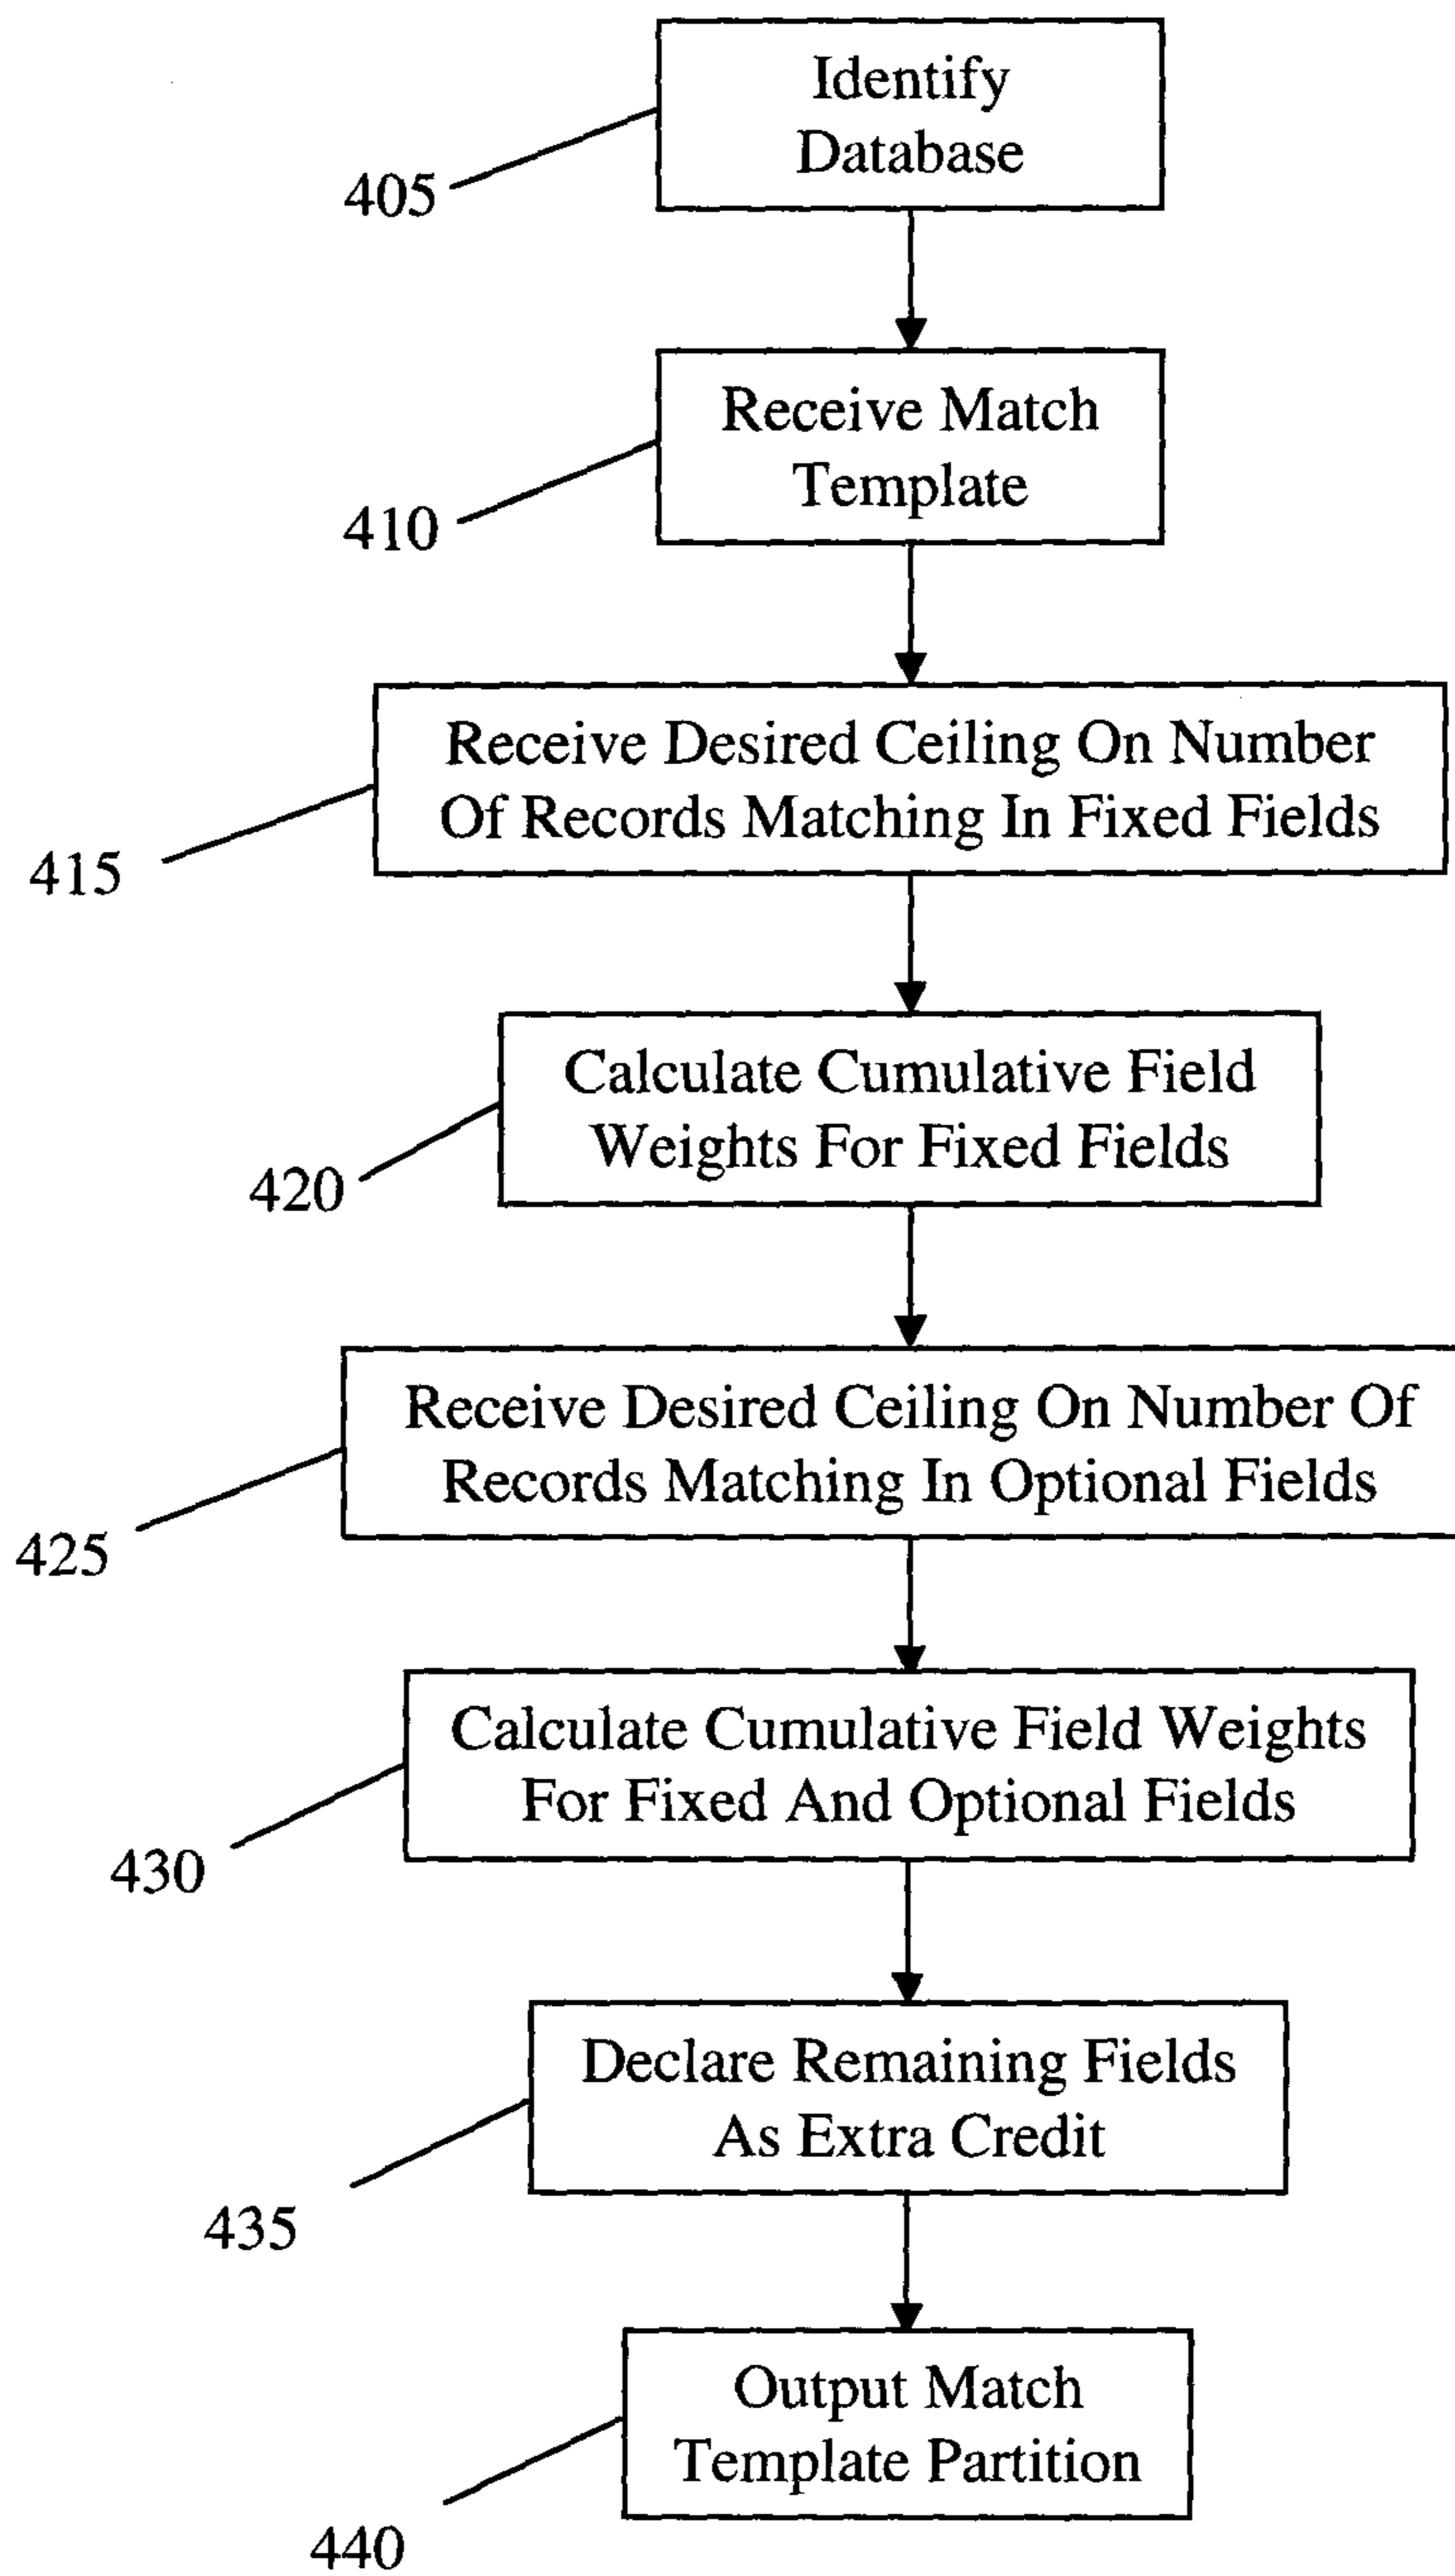 Identify
Database
405
Receive Match
Template
410
Receive Desired Ceiling On Number
Of Records Matching In Fixed Fields
415
Calculate Cumulative Field
Weights For Fixed Fields
420
Receive Desired Ceiling On Number Of
Records Matching In Optional Fields
425
Calculate Cumulative Field Weights
For Fixed And Optional Fields
430
Declare Remaining Fields
As Extra Credit
435
Output Match
Template Partition
440